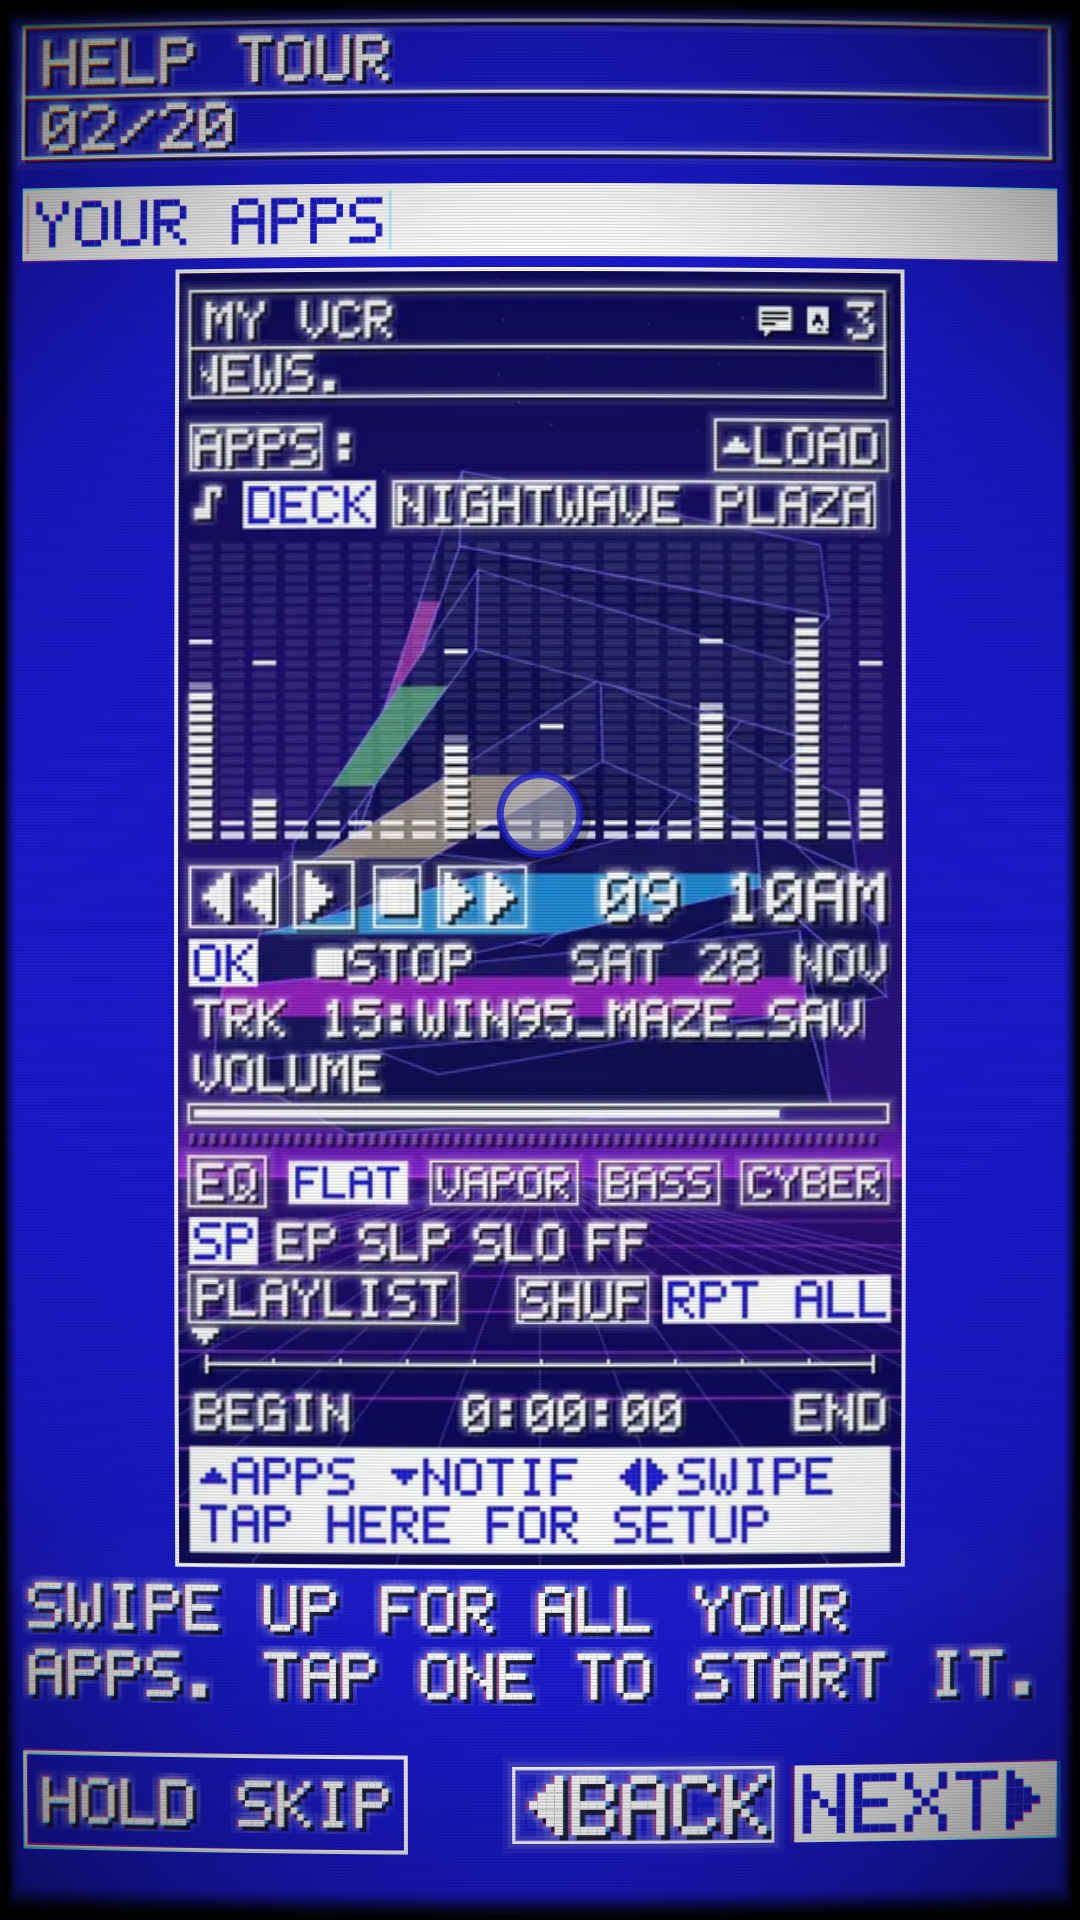 HELP TOUR
02/20
YOUR APPS
MY VCR 3
NEWS.
APPS: LOAD
DECK NIGHTWAVE PLAZA
09 10AM
OK STOP SAT 28 NOV
TRK 15:WIN95_MAZE_SAV
VOLUME
EQ FLAT VAPOR BASS CYBER
SP EP SLP SLO FF
PLAYLIST SHUF RPT ALL
BEGIN 0:00:00 END
APPS NOTIF SWIPE
TAP HERE FOR SETUP
SWIPE UP FOR ALL YOUR
APPS. TAP ONE TO START IT.
HOLD SKIP BACK NEXT